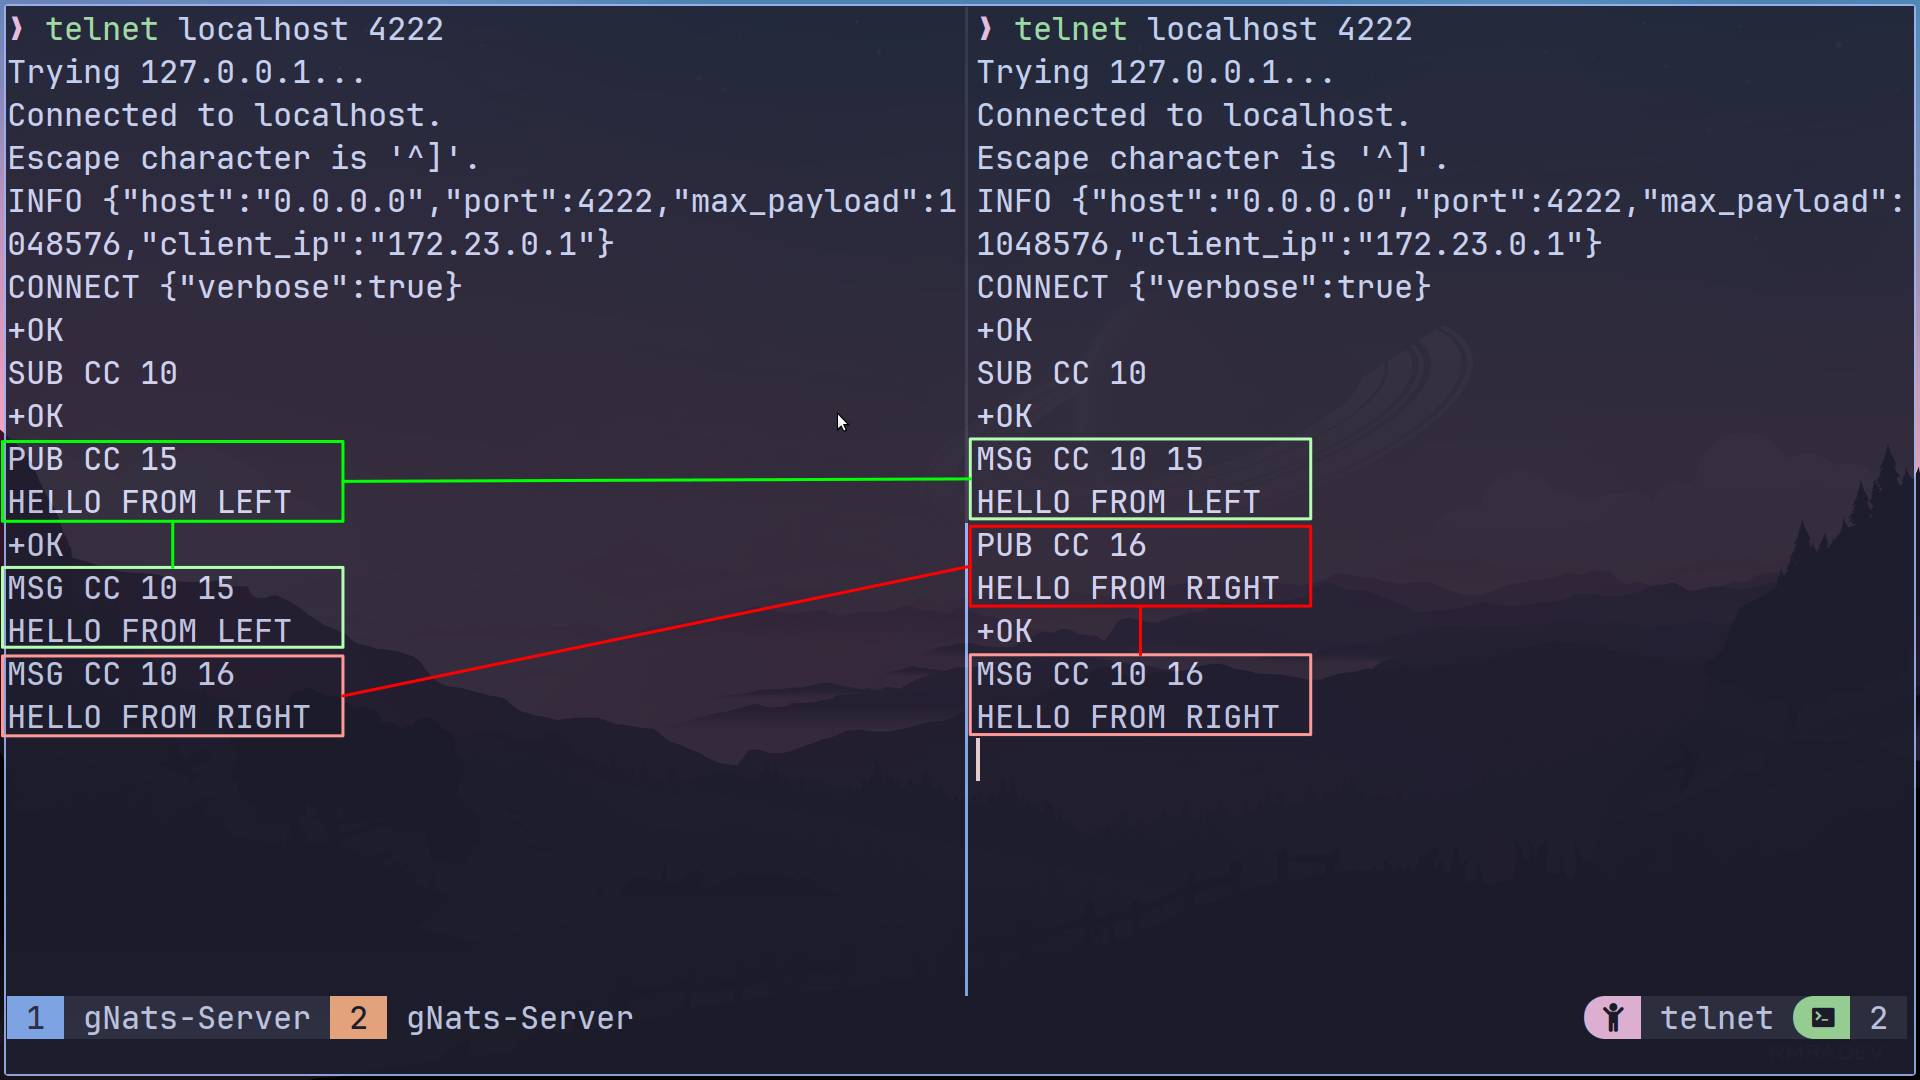 ❱ telnet localhost 4222
Trying 127.0.0.1...
Connected to localhost.
Escape character is '^]'.
INFO {"host":"0.0.0.0","port":4222,"max_payload":1
048576,"client_ip":"172.23.0.1"}
CONNECT {"verbose":true}
+OK
SUB CC 10
+OK
PUB CC 15
HELLO FROM LEFT
+OK
MSG CC 10 15
HELLO FROM LEFT
MSG CC 10 16
HELLO FROM RIGHT
❱ telnet localhost 4222
Trying 127.0.0.1...
Connected to localhost.
Escape character is '^]'.
INFO {"host":"0.0.0.0","port":4222,"max_payload":
1048576,"client_ip":"172.23.0.1"}
CONNECT {"verbose":true}
+OK
SUB CC 10
+OK
MSG CC 10 15
HELLO FROM LEFT
PUB CC 16
HELLO FROM RIGHT
+OK
MSG CC 10 16
HELLO FROM RIGHT
1 gNats-Server 2 gNats-Server telnet 2